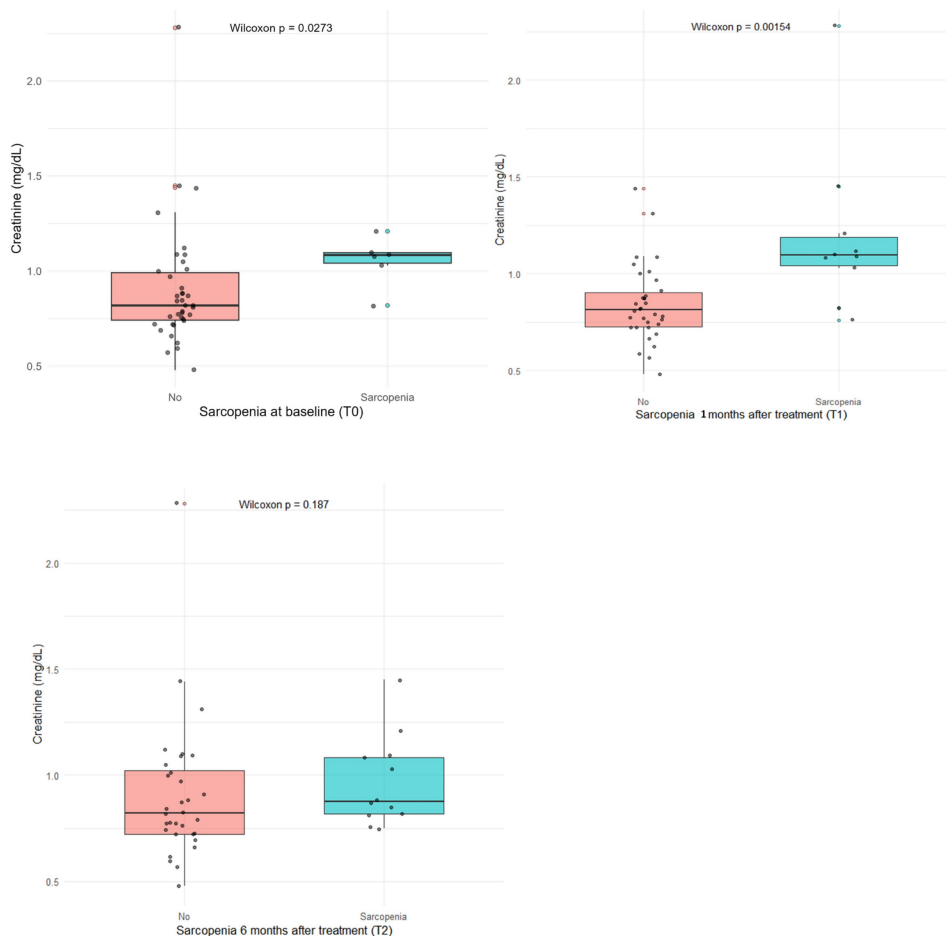 Wilcoxon p = 0.0273
Creatinine (mg/dL)
2.0
1.5
1.0
0.5
No
Sarcopenia
Sarcopenia at baseline (T0)
Wilcoxon p = 0.00154
Creatinine (mg/dL)
2.0
1.5
1.0
0.5
No
Sarcopenia
Sarcopenia 1 months after treatment (T1)
Wilcoxon p = 0.187
Creatinine (mg/dL)
2.0
1.5
1.0
0.5
No
Sarcopenia
Sarcopenia 6 months after treatment (T2)